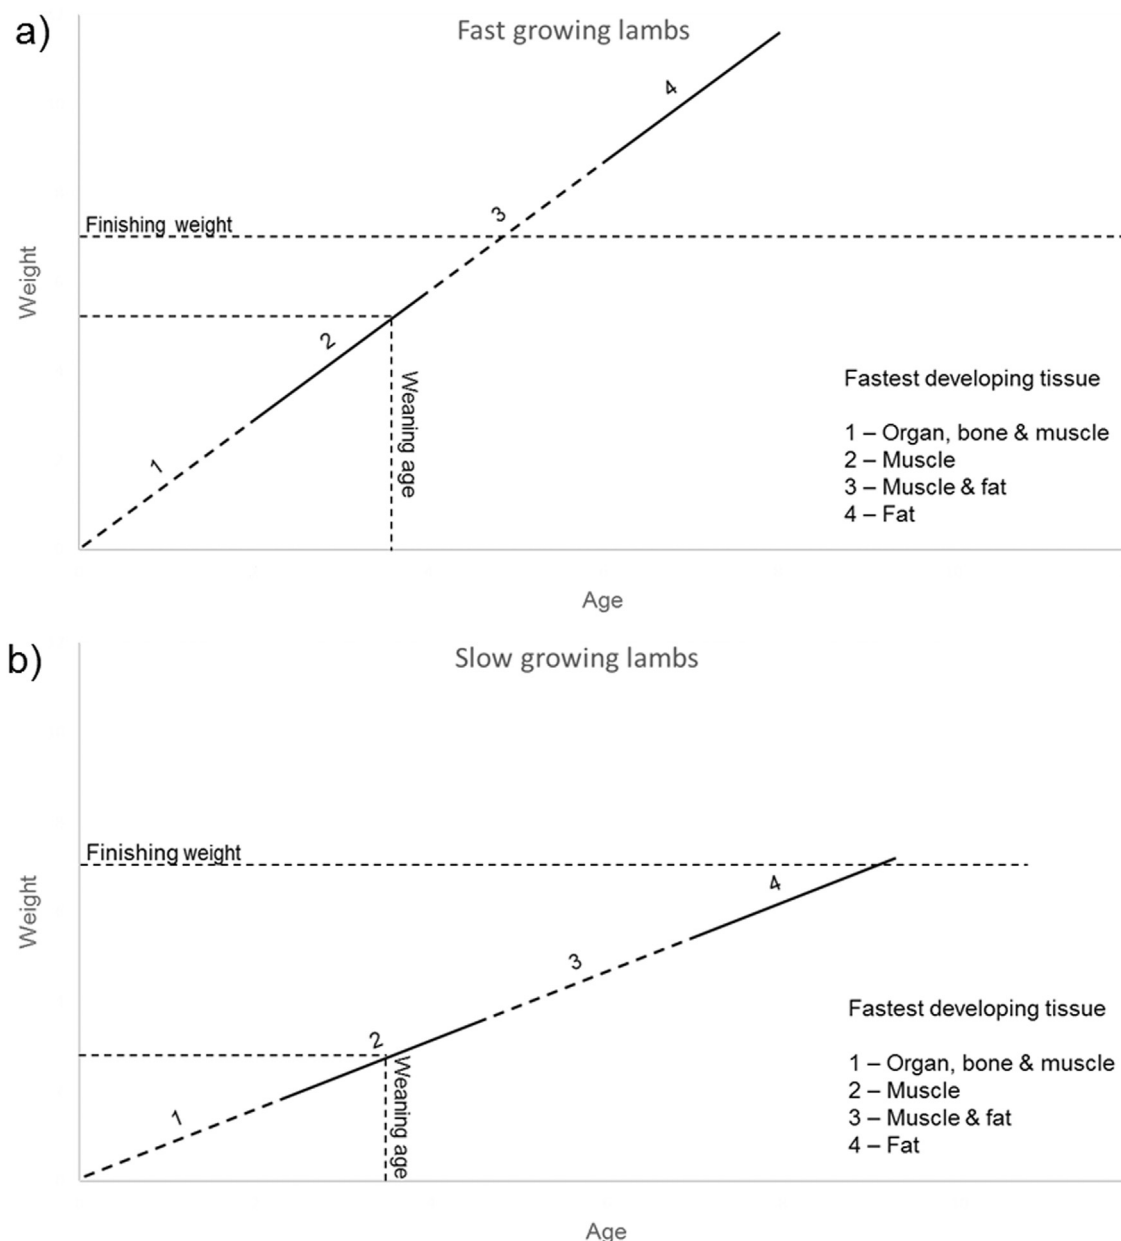 a)
Fast growing lambs
4
3
Finishing weight
Weight
2
Weaning age
1
Fastest developing tissue
1 – Organ, bone & muscle
2 – Muscle
3 – Muscle & fat
4 – Fat
Age
b)
Slow growing lambs
Finishing weight
4
Weight
3
2
Weaning age
1
Fastest developing tissue
1 – Organ, bone & muscle
2 – Muscle
3 – Muscle & fat
4 – Fat
Age